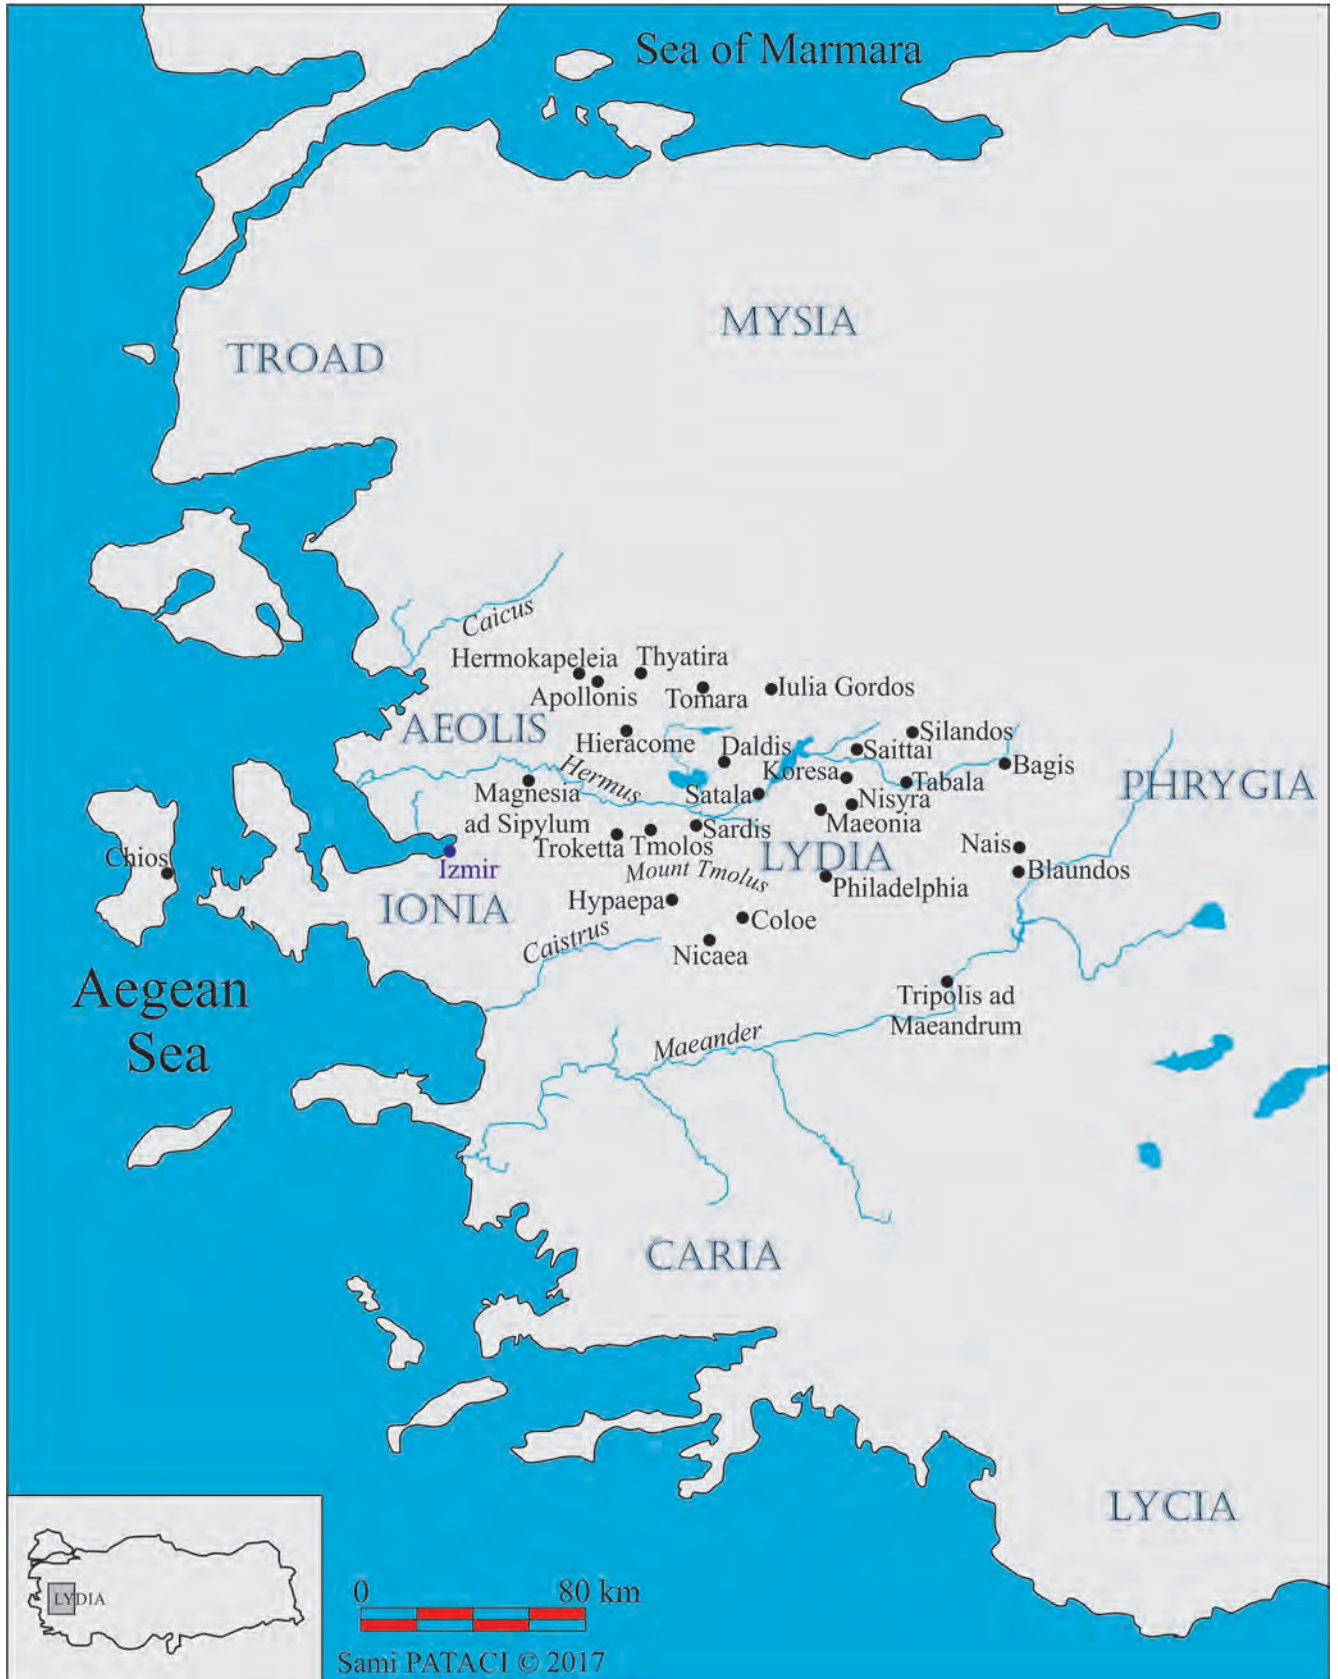 Sea of Marmara
MYSIA
TROAD
Caicus
Hermokapeleia
Thyatira
Apollonis
Tomara
Iulia Gordos
AEOLIS
Hieracome
Daldis
Saittai
Silandos
Hermus
Koresa
Tabala
Bagis
PHRYGIA
Magnesia
ad Sipylum
Satala
Nisyra
Maeonia
Troketta
Tmolos
Sardis
LYDIA
Nais
Chios
Izmir
Mount Tmolus
Philadelphia
Blaundos
IONIA
Hypaepa
Coloe
Caistrus
Nicaea
Aegean
Sea
Tripolis ad
Maeandrum
Maeander
CARIA
LYCIA
LYDIA
0 80 km
Sami PATACI © 2017